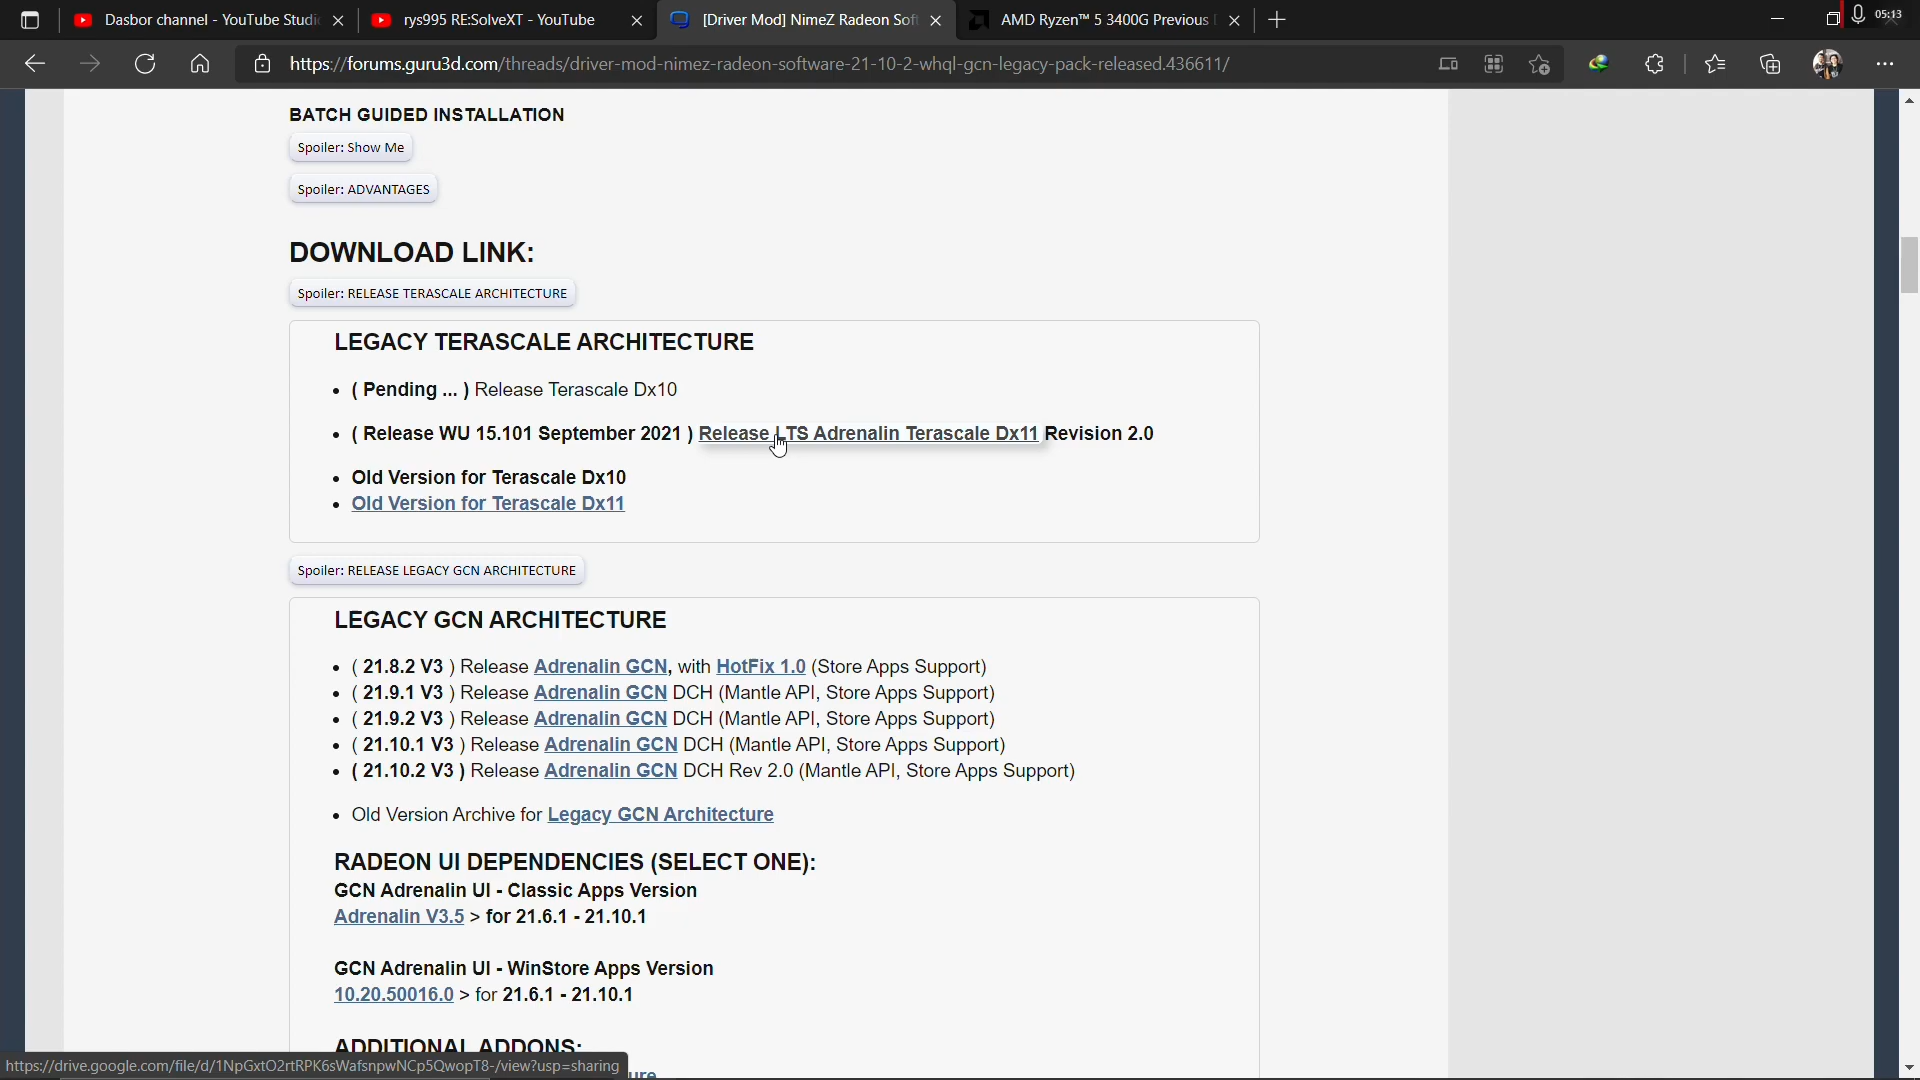 Dasbor channel - YouTube Studi
rys995 RE:SolveXT - YouTube
[Driver Mod] NimeZ Radeon Soft
AMD Ryzen™ 5 3400G Previous
05:13
https://forums.guru3d.com/threads/driver-mod-nimez-radeon-software-21-10-2-whql-gcn-legacy-pack-released.436611/
BATCH GUIDED INSTALLATION
Spoiler: Show Me
Spoiler: ADVANTAGES
DOWNLOAD LINK:
Spoiler: RELEASE TERASCALE ARCHITECTURE
LEGACY TERASCALE ARCHITECTURE
• ( Pending ... ) Release Terascale Dx10
• ( Release WU 15.101 September 2021 ) Release LTS Adrenalin Terascale Dx11 Revision 2.0
• Old Version for Terascale Dx10
• Old Version for Terascale Dx11
Spoiler: RELEASE LEGACY GCN ARCHITECTURE
LEGACY GCN ARCHITECTURE
• ( 21.8.2 V3 ) Release Adrenalin GCN, with HotFix 1.0 (Store Apps Support)
• ( 21.9.1 V3 ) Release Adrenalin GCN DCH (Mantle API, Store Apps Support)
• ( 21.9.2 V3 ) Release Adrenalin GCN DCH (Mantle API, Store Apps Support)
• ( 21.10.1 V3 ) Release Adrenalin GCN DCH (Mantle API, Store Apps Support)
• ( 21.10.2 V3 ) Release Adrenalin GCN DCH Rev 2.0 (Mantle API, Store Apps Support)
• Old Version Archive for Legacy GCN Architecture
RADEON UI DEPENDENCIES (SELECT ONE):
GCN Adrenalin UI - Classic Apps Version
Adrenalin V3.5 > for 21.6.1 - 21.10.1
GCN Adrenalin UI - WinStore Apps Version
10.20.50016.0 > for 21.6.1 - 21.10.1
ADDITIONAL ADDONS:
https://drive.google.com/file/d/1NpGxtO2rtRPK6sWafsnpwNCp5QwopT8-/view?usp=sharing